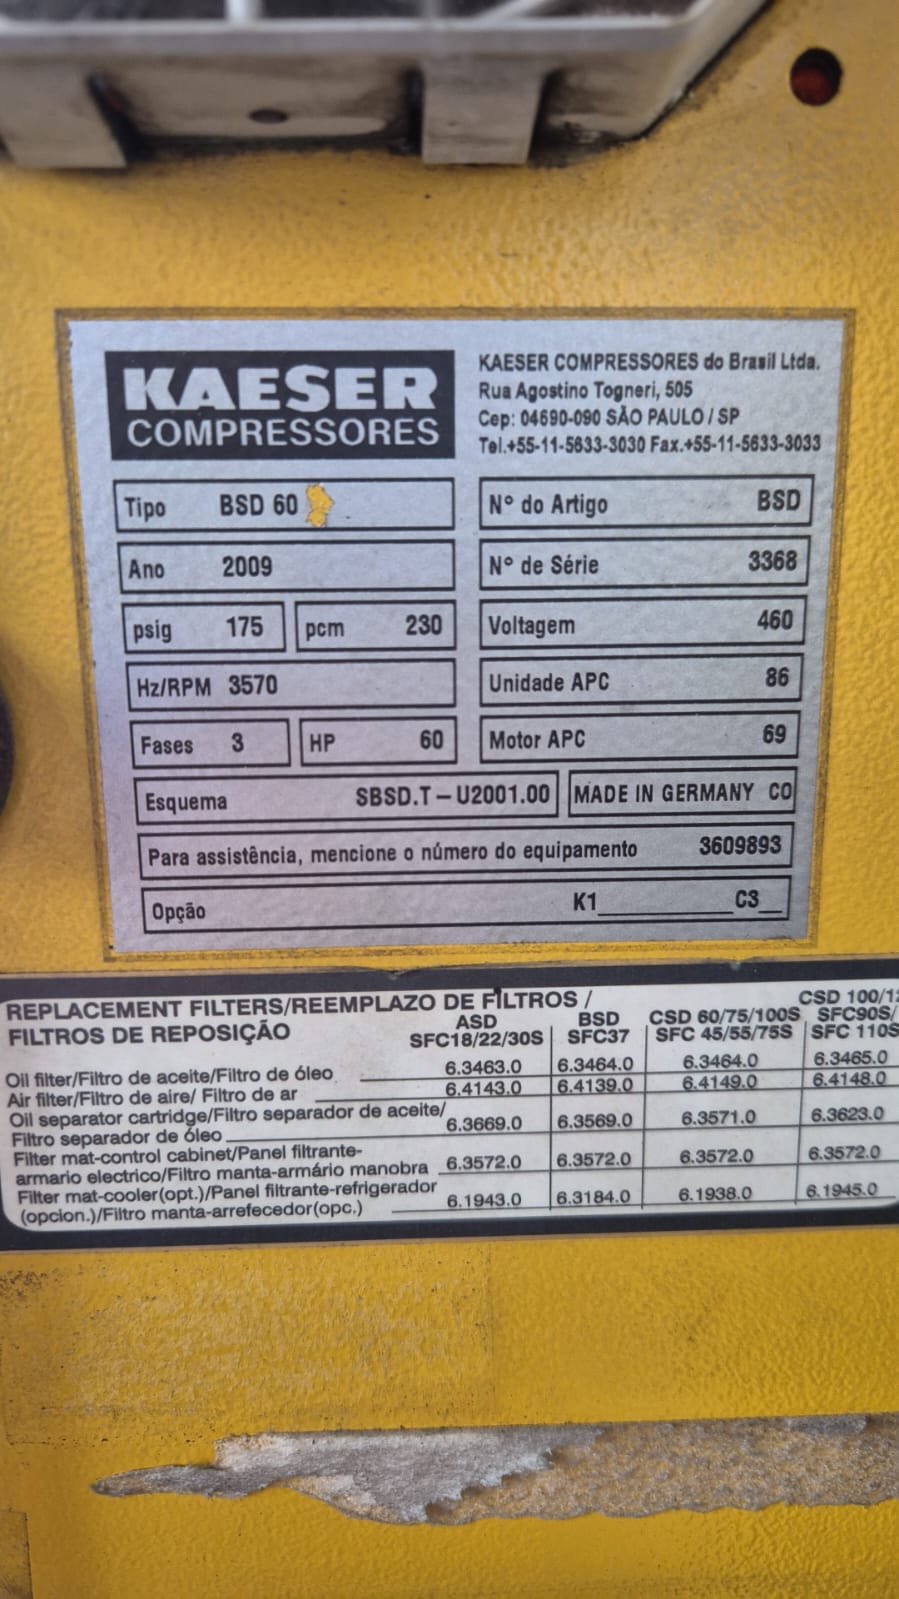 KAESER
COMPRESSORES
KAESER COMPRESSORES do Brasil Ltda.
Rua Agostino Togneri, 505
Cep: 04690-090 SÃO PAULO / SP
Tel.+55-11-5633-3030 Fax.+55-11-5633-3033
Tipo BSD 60
Nº do Artigo BSD
Ano 2009
Nº de Série 3368
psig 175 pcm 230
Voltagem 460
Hz/RPM 3570
Unidade APC 86
Fases 3 HP 60
Motor APC 69
Esquema SBSD.T – U2001.00 MADE IN GERMANY CO
Para assistência, mencione o número do equipamento 3609893
Opção K1__________C3__
REPLACEMENT FILTERS/REEMPLAZO DE FILTROS /
FILTROS DE REPOSIÇÃO
ASD
SFC18/22/30S
BSD
SFC37
CSD 60/75/100S
SFC 45/55/75S
CSD 100/12
SFC90S/
SFC 110S
Oil filter/Filtro de aceite/Filtro de óleo 6.3463.0 6.3464.0 6.3464.0 6.3465.0
Air filter/Filtro de aire/ Filtro de ar 6.4143.0 6.4139.0 6.4149.0 6.4148.0
Oil separator cartridge/Filtro separador de aceite/
Filtro separador de óleo 6.3669.0 6.3569.0 6.3571.0 6.3623.0
Filter mat-control cabinet/Panel filtrante-
armario electrico/Filtro manta-armário manobra 6.3572.0 6.3572.0 6.3572.0 6.3572.0
Filter mat-cooler(opt.)/Panel filtrante-refrigerador
(opcion.)/Filtro manta-arrefecedor(opc.) 6.1943.0 6.3184.0 6.1938.0 6.1945.0